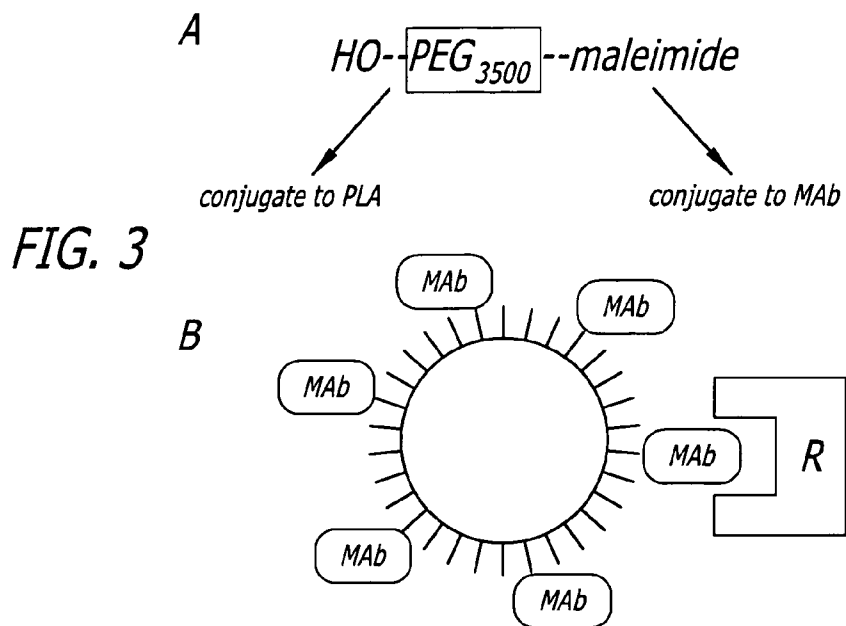 A
HO--PEG3500--maleimide
conjugate to PLA
conjugate to MAb
FIG. 3
B
MAb
MAb
MAb
MAb
R
MAb
MAb